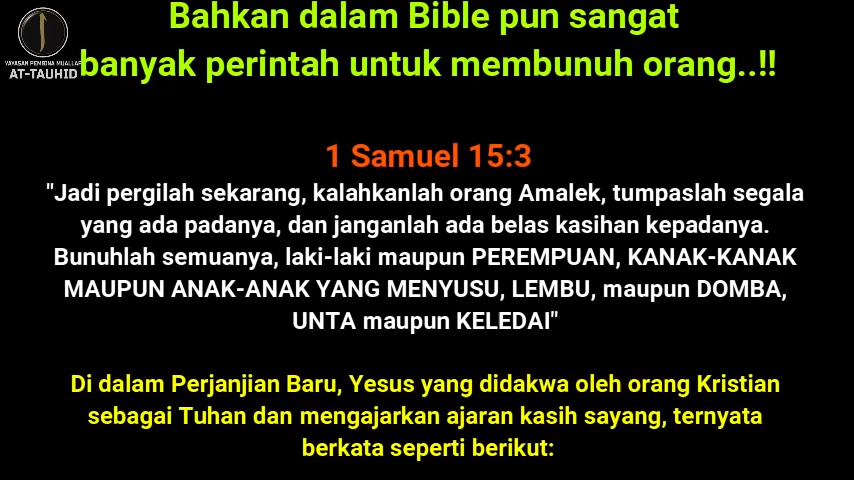 Bahkan dalam Bible pun sangat
banyak perintah untuk membunuh orang..!!
YAYASAN PEMBINA MUALLAF
AT-TAUHID
1 Samuel 15:3
"Jadi pergilah sekarang, kalahkanlah orang Amalek, tumpaslah segala
yang ada padanya, dan janganlah ada belas kasihan kepadanya.
Bunuhlah semuanya, laki-laki maupun PEREMPUAN, KANAK-KANAK
MAUPUN ANAK-ANAK YANG MENYUSU, LEMBU, maupun DOMBA,
UNTA maupun KELEDAI"
Di dalam Perjanjian Baru, Yesus yang didakwa oleh orang Kristian
sebagai Tuhan dan mengajarkan ajaran kasih sayang, ternyata
berkata seperti berikut: